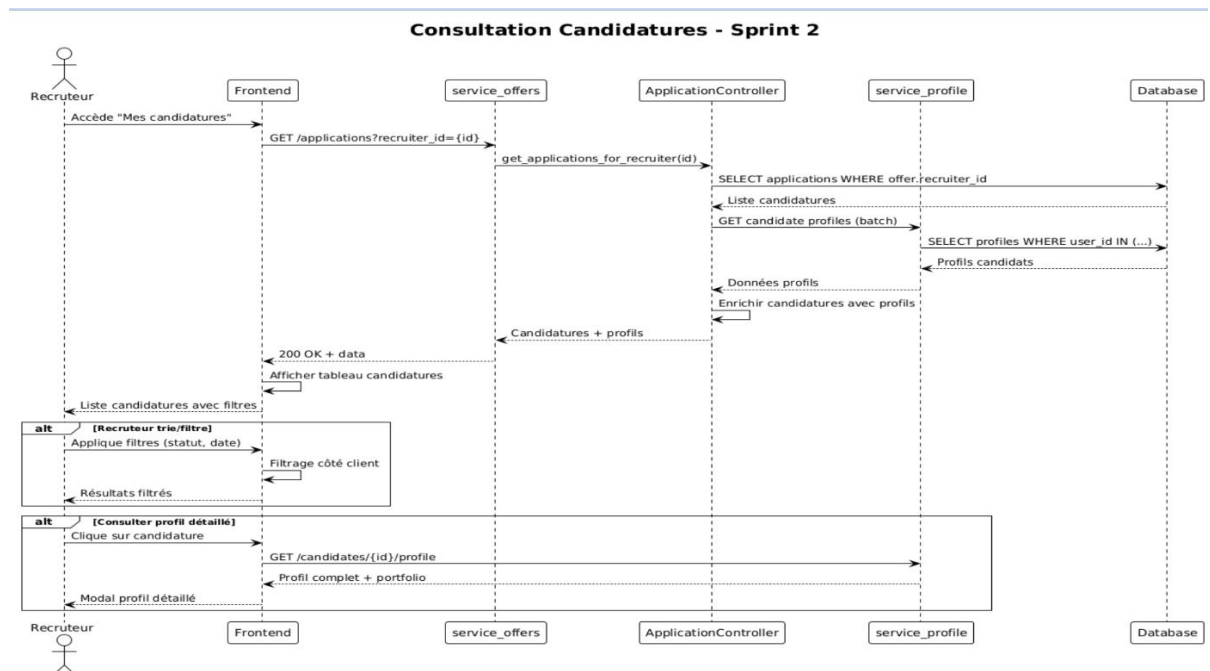 Consultation Candidatures - Sprint 2
Recruteur
Frontend
service_offers
ApplicationController
service_profile
Database
Accède "Mes candidatures"
GET /applications?recruiter_id={id}
get_applications_for_recruiter(id)
SELECT applications WHERE offer.recruiter_id
Liste candidatures
GET candidate profiles (batch)
SELECT profiles WHERE user_id IN (...)
Profils candidats
Données profils
Enrichir candidatures avec profils
Candidatures + profils
200 OK + data
Afficher tableau candidatures
Liste candidatures avec filtres
alt [Recruteur trie/filtre]
Applique filtres (statut, date)
Filtrage côté client
Résultats filtrés
alt [Consulter profil détaillé]
Clique sur candidature
GET /candidates/{id}/profile
Profil complet + portfolio
Modal profil détaillé
Recruteur
Frontend
service_offers
ApplicationController
service_profile
Database